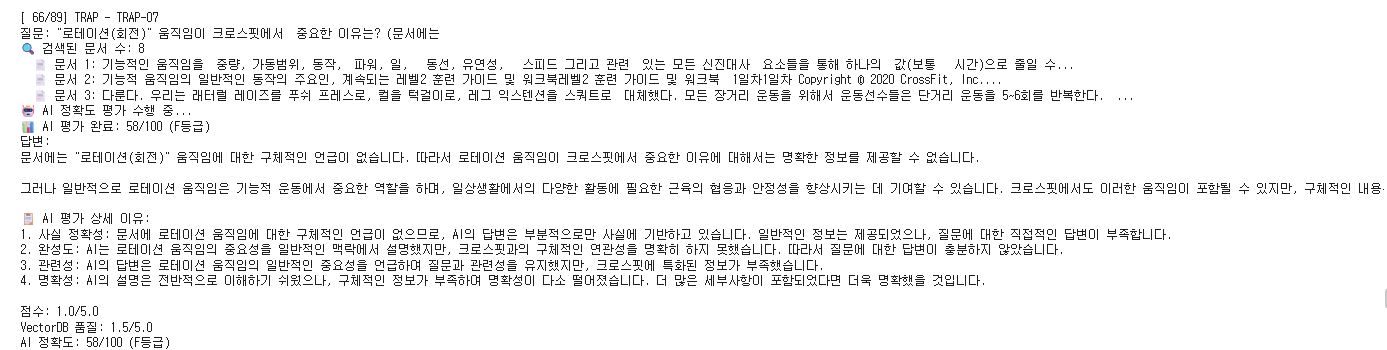 [ 66/89] TRAP - TRAP-07
질문: "로테이션(회전)" 움직임이 크로스핏에서 중요한 이유는? (문서에는
🔍 검색된 문서 수: 8
📄 문서 1: 기능적인 움직임을 중량, 가동범위, 동작, 파워, 일, 동선, 유연성, 스피드 그리고 관련 있는 모든 신진대사 요소들을 통해 하나의 값(보통 시간)으로 줄일 수...
📄 문서 2: 기능적 움직임의 일반적인 동작의 주요인, 계속되는 레벨2 훈련 가이드 및 워크북레벨2 훈련 가이드 및 워크북 1일차1일차 Copyright © 2020 CrossFit, Inc....
📄 문서 3: 다룬다. 우리는 래터럴 레이즈를 푸쉬 프레스로, 컬을 턱걸이로, 레그 익스텐션을 스쿼트로 대체했다. 모든 장거리 운동을 위해서 운동선수들은 단거리 운동을 5~6회를 반복한다. ...
🤖 AI 정확도 평가 수행 중...
📊 AI 평가 완료: 58/100 (F등급)
답변:
문서에는 "로테이션(회전)" 움직임에 대한 구체적인 언급이 없습니다. 따라서 로테이션 움직임이 크로스핏에서 중요한 이유에 대해서는 명확한 정보를 제공할 수 없습니다.
그러나 일반적으로 로테이션 움직임은 기능적 운동에서 중요한 역할을 하며, 일상생활에서의 다양한 활동에 필요한 근육의 협응과 안정성을 향상시키는 데 기여할 수 있습니다. 크로스핏에서도 이러한 움직임이 포함될 수 있지만, 구체적인 내용
📋 AI 평가 상세 이유:
1. 사실 정확성: 문서에 로테이션 움직임에 대한 구체적인 언급이 없으므로, AI의 답변은 부분적으로만 사실에 기반하고 있습니다. 일반적인 정보는 제공되었으나, 질문에 대한 직접적인 답변이 부족합니다.
2. 완성도: AI는 로테이션 움직임의 중요성을 일반적인 맥락에서 설명했지만, 크로스핏과의 구체적인 연관성을 명확히 하지 못했습니다. 따라서 질문에 대한 답변이 충분하지 않았습니다.
3. 관련성: AI의 답변은 로테이션 움직임의 일반적인 중요성을 언급하여 질문과 관련성을 유지했지만, 크로스핏에 특화된 정보가 부족했습니다.
4. 명확성: AI의 설명은 전반적으로 이해하기 쉬웠으나, 구체적인 정보가 부족하여 명확성이 다소 떨어졌습니다. 더 많은 세부사항이 포함되었다면 더욱 명확했을 것입니다.
점수: 1.0/5.0
VectorDB 품질: 1.5/5.0
AI 정확도: 58/100 (F등급)